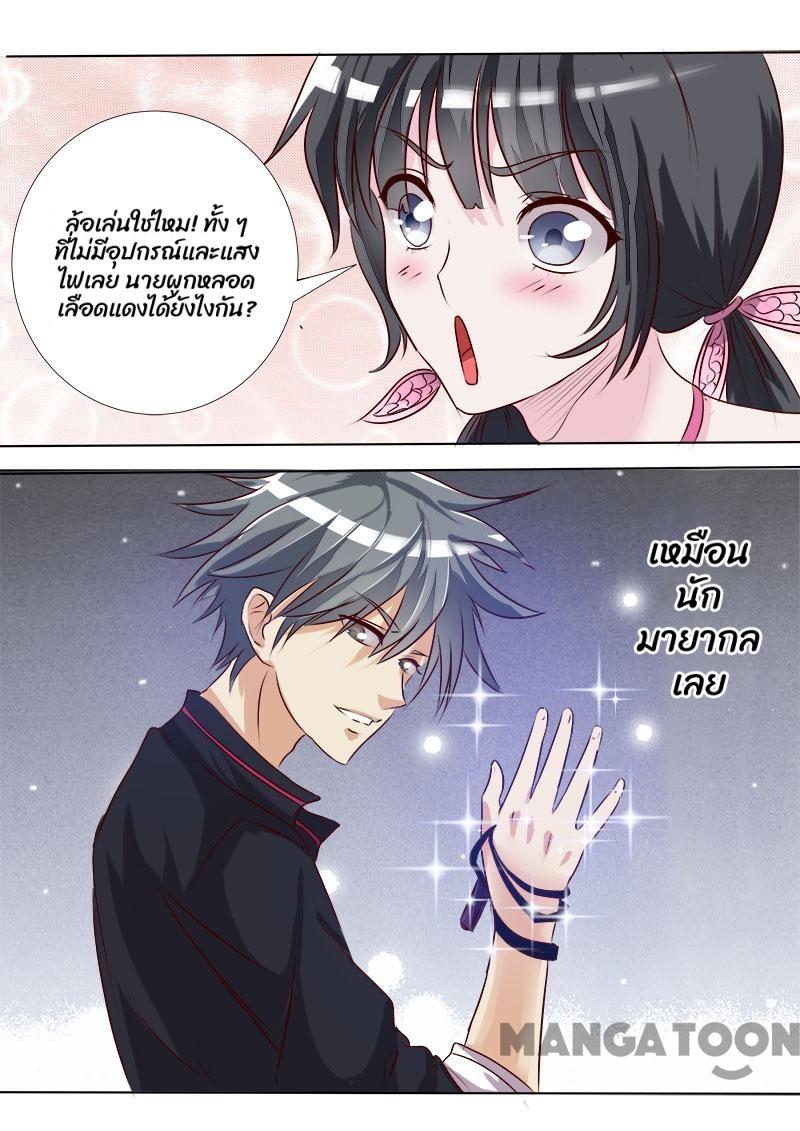 ล้อเล่นใช่ไหม! ทั้ง ๆ
ที่ไม่มีอุปกรณ์และแสง
ไฟเลย นายผูกหลอด
เลือดแดงได้ยังไงกัน?
เหมือน
นัก
มายากล
เลย
MANGATOON